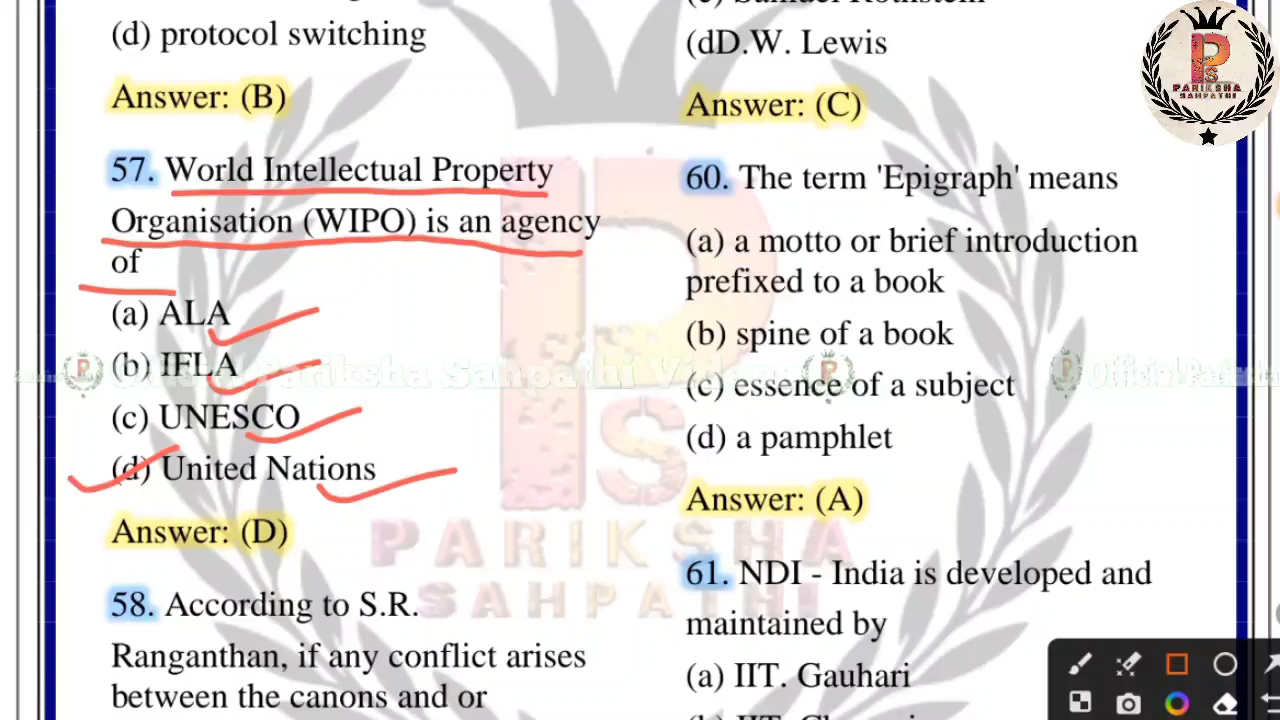 (d) protocol switching
Answer: (B)
57. World Intellectual Property
Organisation (WIPO) is an agency
of
(a) ALA
(b) IFLA
(c) UNESCO
(d) United Nations
Answer: (D)
58. According to S.R.
Ranganthan, if any conflict arises
between the canons and or
(dD.W. Lewis
Answer: (C)
60. The term 'Epigraph' means
(a) a motto or brief introduction
prefixed to a book
(b) spine of a book
(c) essence of a subject
(d) a pamphlet
Answer: (A)
61. NDI - India is developed and
maintained by
(a) IIT. Gauhari
PARIKSHA
SAHPATHI
PARIKSHA
SAHPATHI